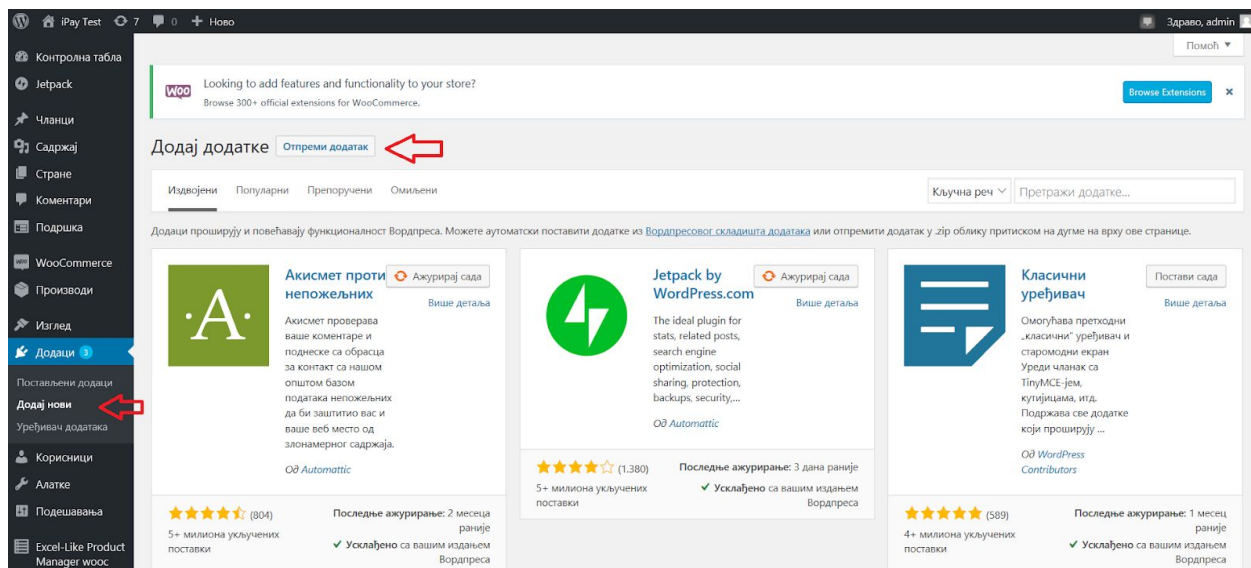 iPay Test 7 0 + Ново Здраво, admin
Помоћ
Контролна табла
Jetpack
Чланци
Садржај
Стране
Коментари
Подршка
WooCommerce
Производи
Изглед
Додаци 3
Постављени додаци
Додај нови
Уређивач додатака
Корисници
Алатке
Подешавања
Excel-Like Product
Manager wooc
WOO
Looking to add features and functionality to your store?
Browse 300+ official extensions for WooCommerce.
Browse Extensions
Додај додатке Отпреми додатак
Издвојени Популарни Препоручени Омиљени Кључна реч Претражи додатке...
Додаци проширују и повећавају функционалност Вордпреса. Можете аутоматски поставити додатке из Вордпресовог складишта додатака или отпремити додатак у .zip облику притиском на дугме на врху ове странице.
·A·
Акисмет проти
непожељних
Ажурирај сада
Више детаља
Акисмет проверава
ваше коментаре и
поднеске са обрасца
за контакт са нашом
општом базом
података непожељних
да би заштитио вас и
ваше веб место од
злонамерног садржаја.
Од Automattic
(804)
5+ милиона укључених
поставки
Последње ажурирање: 2 месеца
раније
Усклађено са вашим издањем
Вордпреса
Jetpack by
WordPress.com
Ажурирај сада
Више детаља
The ideal plugin for
stats, related posts,
search engine
optimization, social
sharing, protection,
backups, security,...
Од Automattic
(1.380)
5+ милиона укључених
поставки
Последње ажурирање: 3 дана раније
Усклађено са вашим издањем
Вордпреса
Класични
уређивач
Постави сада
Више детаља
Омогућава претходни
„класични“ уређивач и
старомодни екран
Уреди чланак са
TinyMCE-јем,
кутијицама, итд.
Подржава све додатке
који проширују ...
Од WordPress
Contributors
(589)
4+ милиона укључених
поставки
Последње ажурирање: 1 месец
раније
Усклађено са вашим издањем
Вордпреса